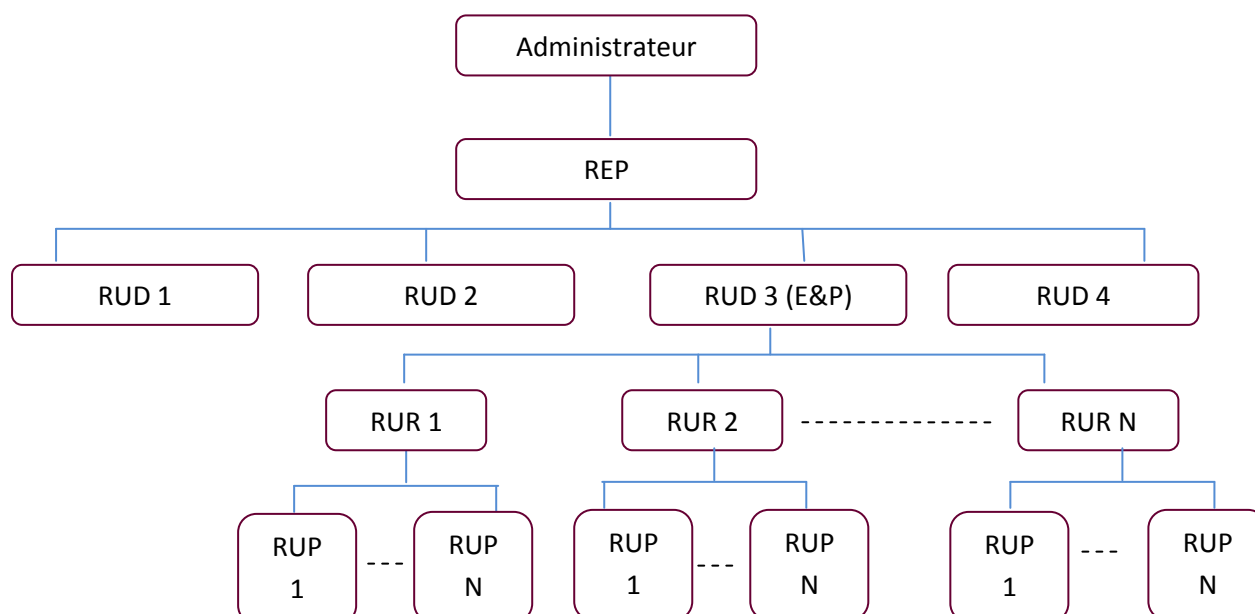 Administrateur
REP
RUD 1
RUD 2
RUD 3 (E&P)
RUD 4
RUR 1
RUR 2
RUR N
RUP
1
RUP
N
RUP
1
RUP
N
RUP
1
RUP
N